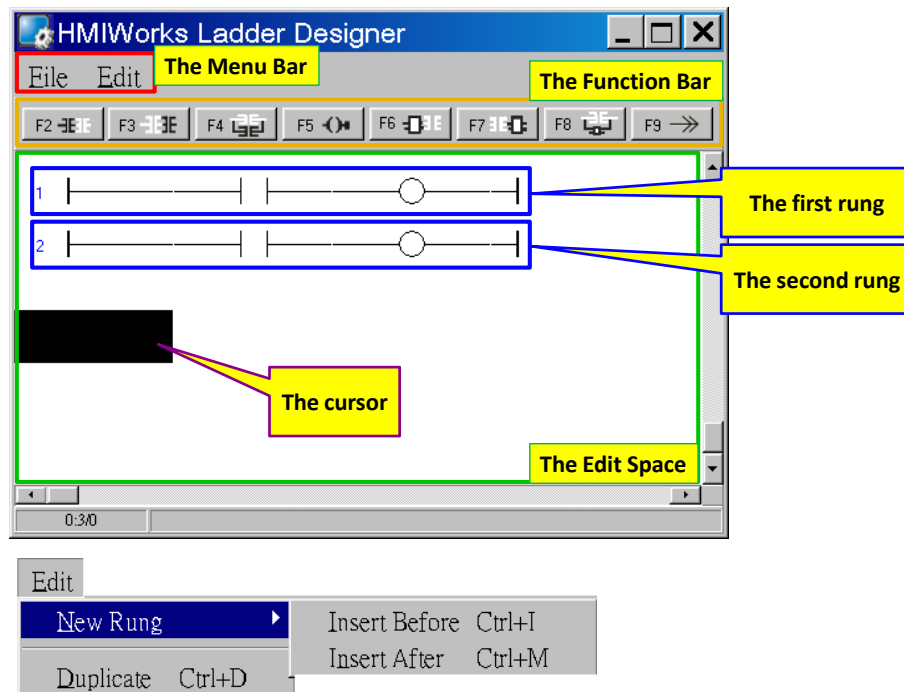 HMIWorks Ladder Designer
File Edit The Menu Bar
The Function Bar
F2 F3 F4 F5 F6 F7 F8 F9
1
The first rung
2
The second rung
The cursor
The Edit Space
0:3/0
Edit
New Rung Insert Before Ctrl+I
Insert After Ctrl+M
Duplicate Ctrl+D